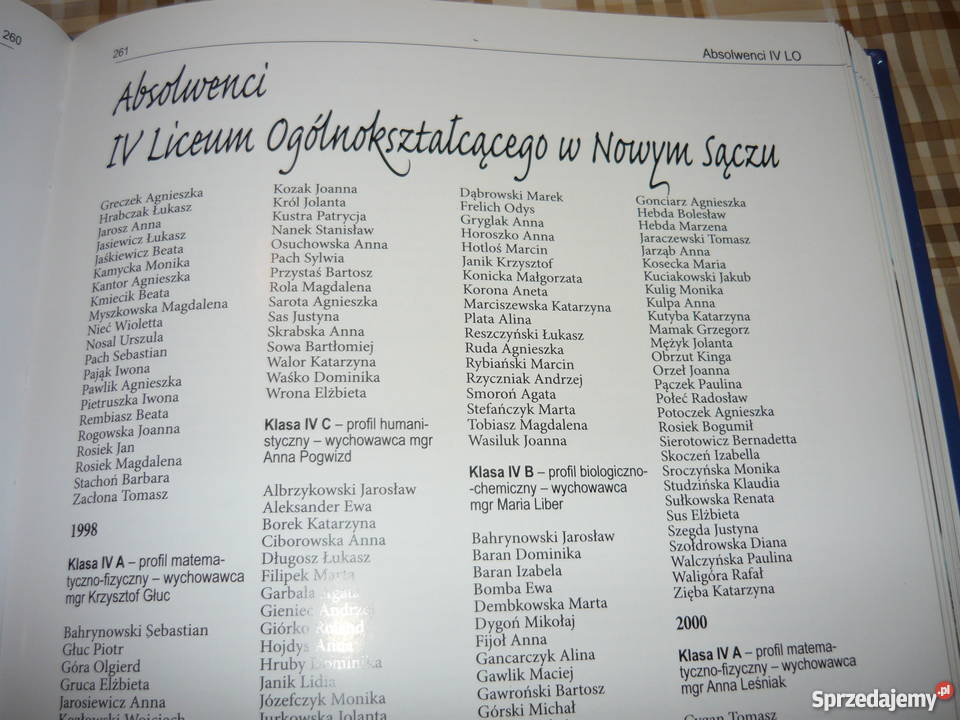 260
261
Absolwenci IV LO
Absolwenci
IV Liceum Ogólnokształcącego w Nowym Sączu
Greczek Agnieszka
Hrabczak Łukasz
Jarosz Anna
Jasiewicz Łukasz
Jaśkiewicz Beata
Kamycka Monika
Kantor Agnieszka
Kmiecik Beata
Myszkowska Magdalena
Nieć Wioletta
Nosal Urszula
Pach Sebastian
Pająk Iwona
Pawlik Agnieszka
Pietruszka Iwona
Rembiasz Beata
Rogowska Joanna
Rosiek Jan
Rosiek Magdalena
Stachoń Barbara
Zacłona Tomasz
1998
Klasa IV A – profil matema-
tyczno-fizyczny – wychowawca
mgr Krzysztof Głuc
Bahrynowski Sebastian
Głuc Piotr
Góra Olgierd
Gruca Elżbieta
Jarosiewicz Anna
Kozłowski Wojciech
Kozak Joanna
Król Jolanta
Kustra Patrycja
Nanek Stanisław
Osuchowska Anna
Pach Sylwia
Przystaś Bartosz
Rola Magdalena
Sarota Agnieszka
Sas Justyna
Skrabska Anna
Sowa Bartłomiej
Walor Katarzyna
Waśko Dominika
Wrona Elżbieta
Klasa IV C – profil humani-
styczny – wychowawca mgr
Anna Pogwizd
Albrzykowski Jarosław
Aleksander Ewa
Borek Katarzyna
Ciborowska Anna
Długosz Łukasz
Filipek Marta
Garbala Agata
Gieniec Andrzej
Giórko Roland
Hojdys Anna
Hruby Dominika
Janik Lidia
Józefczyk Monika
Jurkowska Jolanta
Dąbrowski Marek
Frelich Odys
Gryglak Anna
Horoszko Anna
Hotloś Marcin
Janik Krzysztof
Konicka Małgorzata
Korona Aneta
Marciszewska Katarzyna
Plata Alina
Reszczyński Łukasz
Ruda Agnieszka
Rybiański Marcin
Rzyczniak Andrzej
Smoroń Agata
Stefańczyk Marta
Tobiasz Magdalena
Wasiluk Joanna
Klasa IV B – profil biologiczno-
-chemiczny – wychowawca
mgr Maria Liber
Bahrynowski Jarosław
Baran Dominika
Baran Izabela
Bomba Ewa
Dembkowska Marta
Dygoń Mikołaj
Fijoł Anna
Gancarczyk Alina
Gawlik Maciej
Gawroński Bartosz
Górski Michał
Gonciarz Agnieszka
Hebda Bolesław
Hebda Marzena
Jaraczewski Tomasz
Jarząb Anna
Kosecka Maria
Kuciakowski Jakub
Kulig Monika
Kulpa Anna
Kutyba Katarzyna
Mamak Grzegorz
Mężyk Jolanta
Obrzut Kinga
Orzeł Joanna
Pączek Paulina
Połeć Radosław
Potoczek Agnieszka
Rosiek Bogumił
Sierotowicz Bernadetta
Skoczeń Izabella
Sroczyńska Monika
Studzińska Klaudia
Sułkowska Renata
Sus Elżbieta
Szegda Justyna
Szołdrowska Diana
Walczyńska Paulina
Waligóra Rafał
Zięba Katarzyna
2000
Klasa IV A – profil matema-
tyczno-fizyczny – wychowawca
mgr Anna Leśniak
Cygan Tomasz
Sprzedajemy.pl